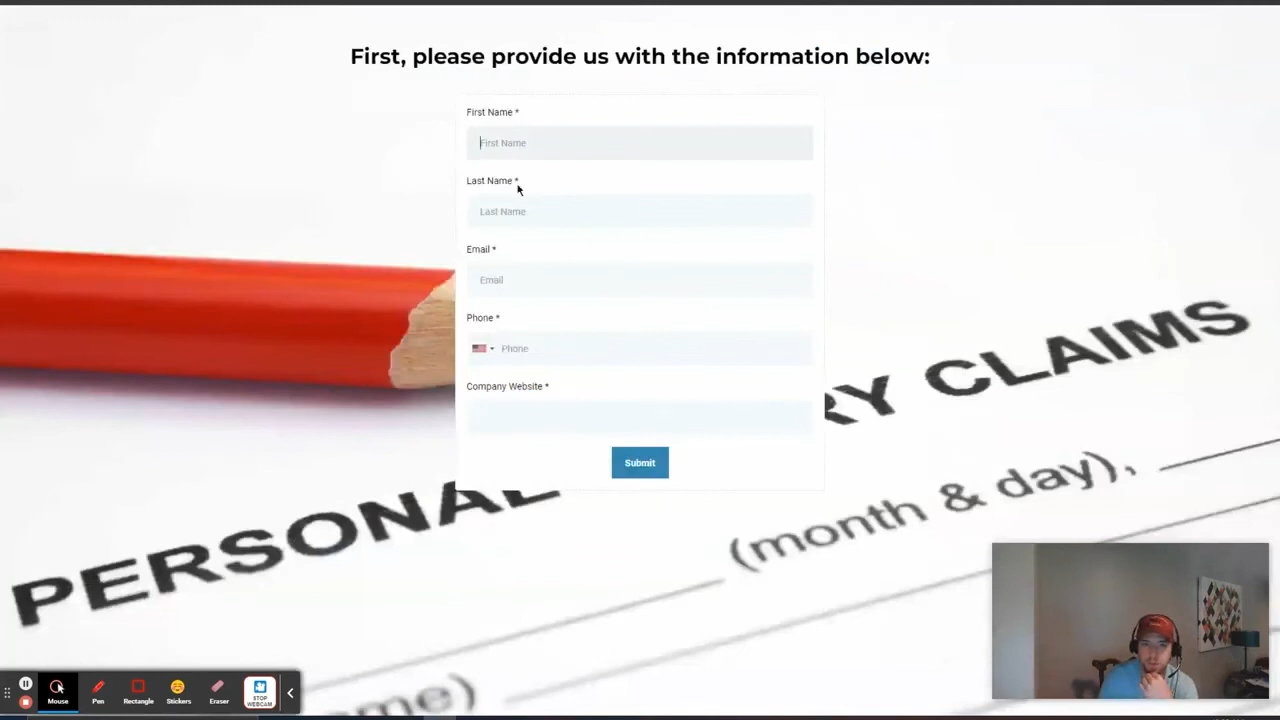 First, please provide us with the information below:
First Name *
First Name
Last Name *
Last Name
Email *
Email
Phone *
Phone
Company Website *
Submit
RY CLAIMS
PERSONAL
(month & day),
ome)
Mouse
Pen
Rectangle
Stickers
Eraser
STOP
WEBCAM